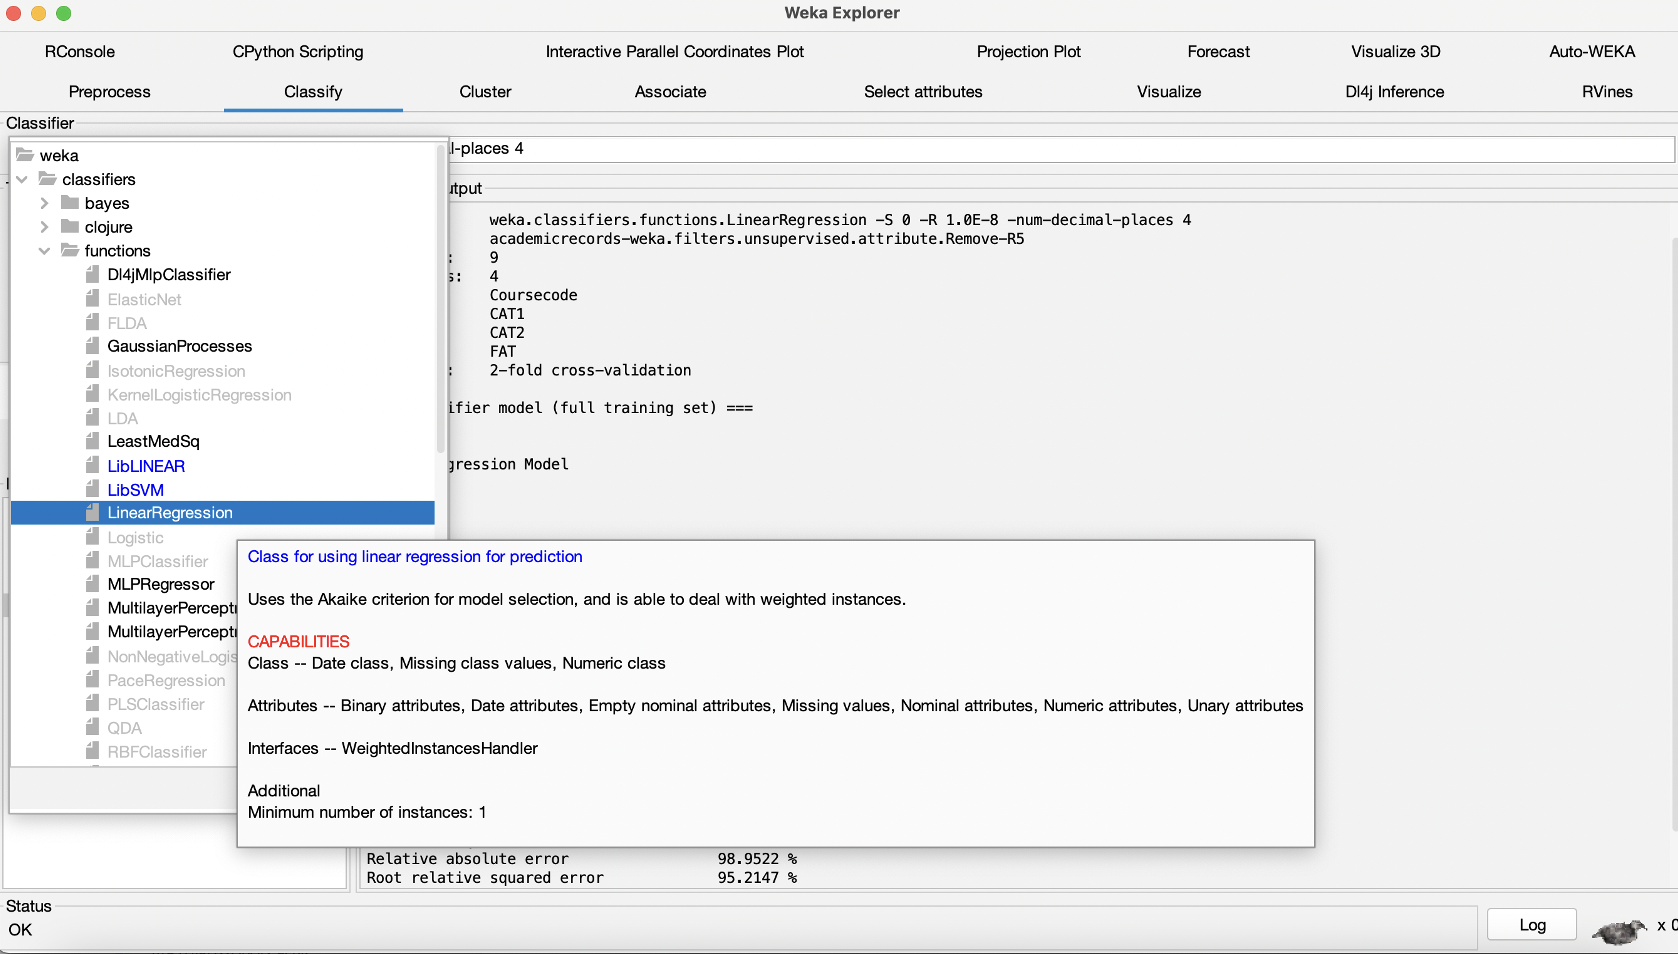 Weka Explorer
RConsole CPython Scripting Interactive Parallel Coordinates Plot Projection Plot Forecast Visualize 3D Auto-WEKA
Preprocess Classify Cluster Associate Select attributes Visualize Dl4j Inference RVines
Classifier
l-places 4
weka
classifiers
bayes
clojure
functions
Dl4jMlpClassifier
ElasticNet
FLDA
GaussianProcesses
IsotonicRegression
KernelLogisticRegression
LDA
LeastMedSq
LibLINEAR
LibSVM
LinearRegression
Logistic
MLPClassifier
MLPRegressor
MultilayerPercept
MultilayerPercept
NonNegativeLogis
PaceRegression
PLSClassifier
QDA
RBFClassifier
utput
weka.classifiers.functions.LinearRegression -S 0 -R 1.0E-8 -num-decimal-places 4
academicrecords-weka.filters.unsupervised.attribute.Remove-R5
: 9
s: 4
Coursecode
CAT1
CAT2
FAT
: 2-fold cross-validation
ifier model (full training set) ===
gression Model
Class for using linear regression for prediction
Uses the Akaike criterion for model selection, and is able to deal with weighted instances.
CAPABILITIES
Class -- Date class, Missing class values, Numeric class
Attributes -- Binary attributes, Date attributes, Empty nominal attributes, Missing values, Nominal attributes, Numeric attributes, Unary attributes
Interfaces -- WeightedInstancesHandler
Additional
Minimum number of instances: 1
Relative absolute error 98.9522 %
Root relative squared error 95.2147 %
Status
OK
Log
x 0